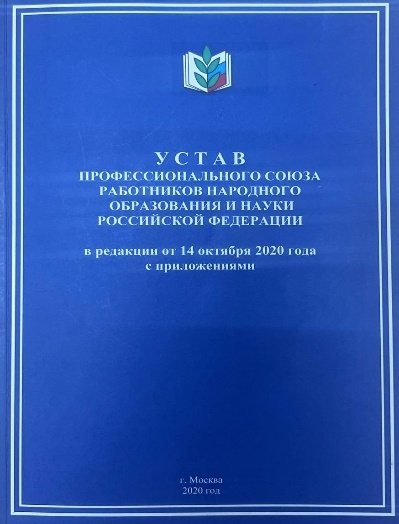 УСТАВ
ПРОФЕССИОНАЛЬНОГО СОЮЗА
РАБОТНИКОВ НАРОДНОГО
ОБРАЗОВАНИЯ И НАУКИ
РОССИЙСКОЙ ФЕДЕРАЦИИ
в редакции от 14 октября 2020 года
с приложениями
г. Москва
2020 год